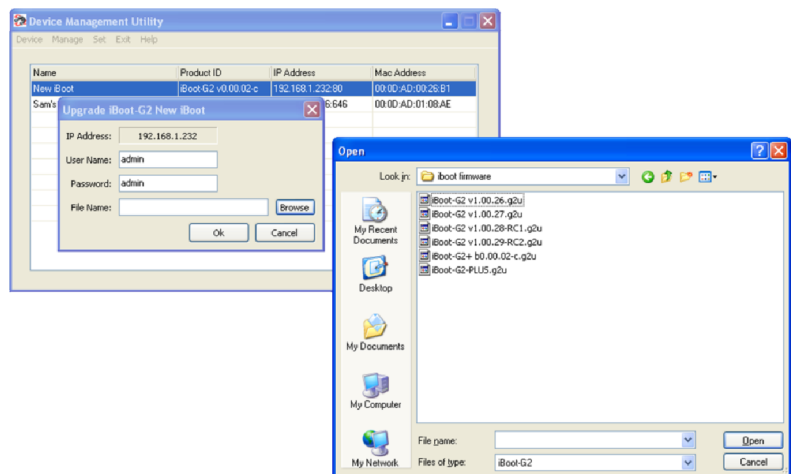 Device Management Utility
Device Manage Set Exit Help
Name Product ID IP Address Mac Address
New iBoot iBoot-G2 v0.00.02-c 192.168.1.232:80 00:0D:AD:00:26:B1
Sam's 6:646 00:0D:AD:01:08:AE
Upgrade iBoot-G2 New iBoot
IP Address: 192.168.1.232
User Name: admin
Password: admin
File Name: Browse
Ok Cancel
Open
Look in: iboot firmware
My Recent Documents
Desktop
My Documents
My Computer
My Network
iBoot-G2 v1.00.26.g2u
iBoot-G2 v1.00.27.g2u
iBoot-G2 v1.00.28-RC1.g2u
iBoot-G2 v1.00.29-RC2.g2u
iBoot-G2+ b0.00.02-c.g2u
iBoot-G2-PLUS.g2u
File name: Open
Files of type: iBoot-G2 Cancel